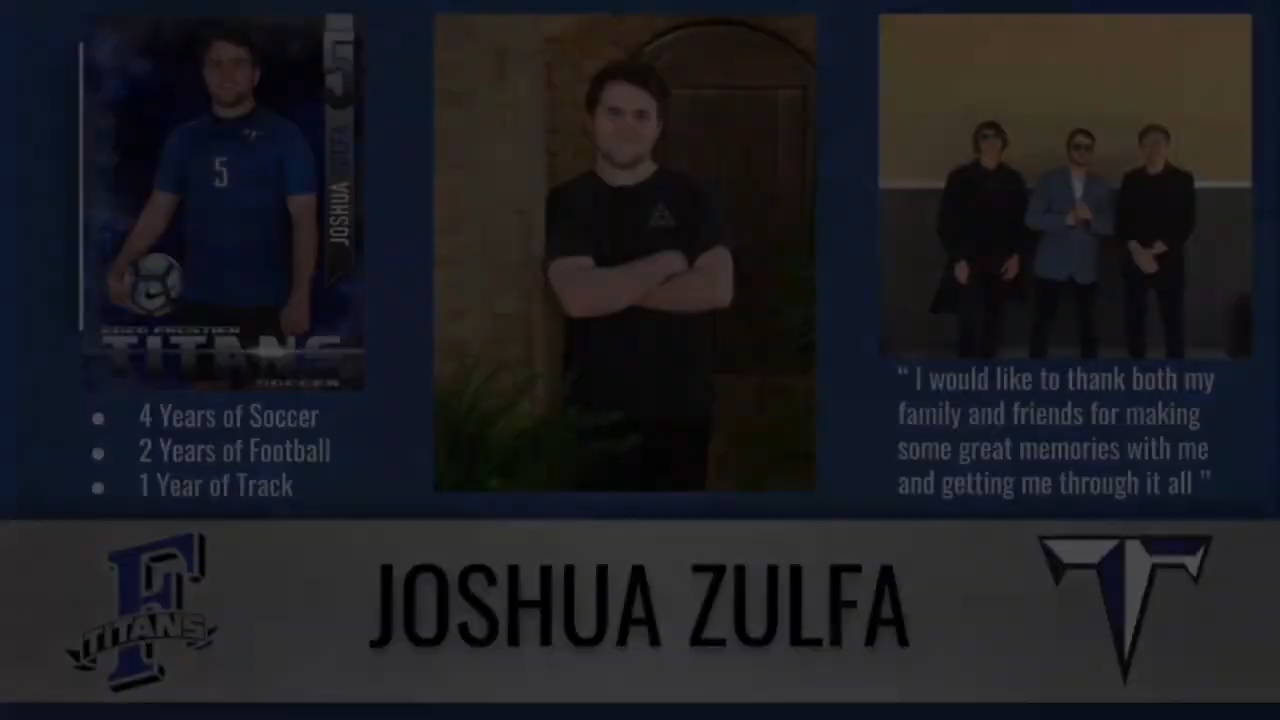 5
5
JOSHUA ZULFA
TITANS
SOCCER
• 4 Years of Soccer
• 2 Years of Football
• 1 Year of Track
“ I would like to thank both my
family and friends for making
some great memories with me
and getting me through it all ”
F
TITANS
JOSHUA ZULFA
T